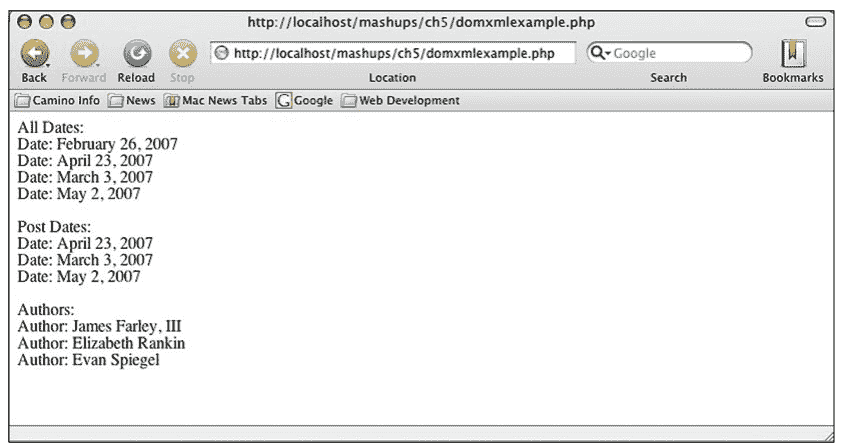 http://localhost/mashups/ch5/domxmlexample.php
http://localhost/mashups/ch5/domxmlexample.php
Google
Back Forward Reload Stop Location Search Bookmarks
Camino Info News Mac News Tabs Google Web Development
All Dates:
Date: February 26, 2007
Date: April 23, 2007
Date: March 3, 2007
Date: May 2, 2007
Post Dates:
Date: April 23, 2007
Date: March 3, 2007
Date: May 2, 2007
Authors:
Author: James Farley, III
Author: Elizabeth Rankin
Author: Evan Spiegel